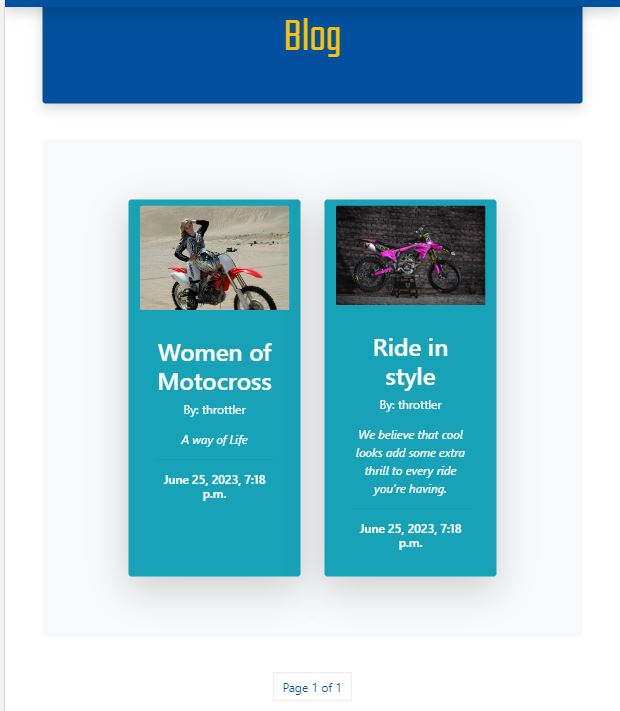 Blog
Women of
Motocross
By: throttler
A way of Life
June 25, 2023, 7:18
p.m.
Ride in
style
By: throttler
We believe that cool
looks add some extra
thrill to every ride
you're having.
June 25, 2023, 7:18
p.m.
Page 1 of 1